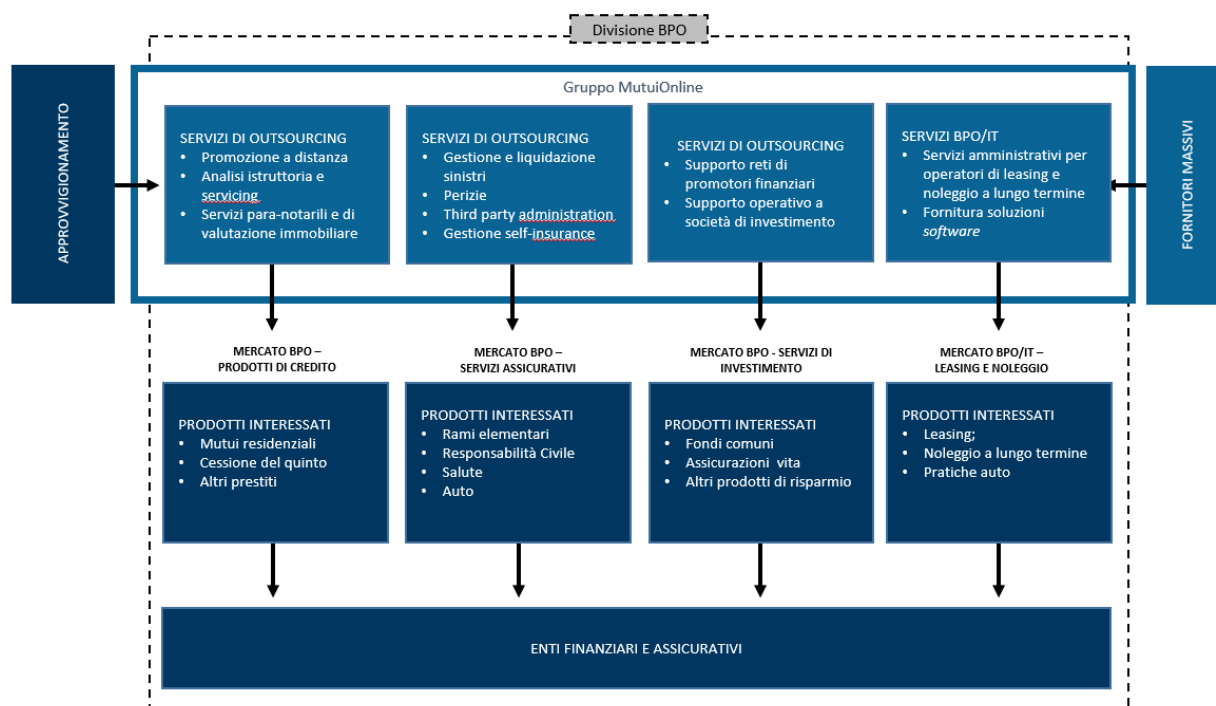 Divisione BPO
Gruppo MutuiOnline
APPROVVIGIONAMENTO
SERVIZI DI OUTSOURCING
• Promozione a distanza
• Analisi istruttoria e
servicing
• Servizi para-notarili e di
valutazione immobiliare
SERVIZI DI OUTSOURCING
• Gestione e liquidazione
sinistri
• Perizie
• Third party administration
• Gestione self-insurance
SERVIZI DI OUTSOURCING
• Supporto reti di
promotori finanziari
• Supporto operativo a
società di investimento
SERVIZI BPO/IT
• Servizi amministrativi per
operatori di leasing e
noleggio a lungo termine
• Fornitura soluzioni
software
FORNITORI MASSIVI
MERCATO BPO –
PRODOTTI DI CREDITO
MERCATO BPO –
SERVIZI ASSICURATIVI
MERCATO BPO - SERVIZI DI
INVESTIMENTO
MERCATO BPO/IT –
LEASING E NOLEGGIO
PRODOTTI INTERESSATI
• Mutui residenziali
• Cessione del quinto
• Altri prestiti
PRODOTTI INTERESSATI
• Rami elementari
• Responsabilità Civile
• Salute
• Auto
PRODOTTI INTERESSATI
• Fondi comuni
• Assicurazioni vita
• Altri prodotti di risparmio
PRODOTTI INTERESSATI
• Leasing;
• Noleggio a lungo termine
• Pratiche auto
ENTI FINANZIARI E ASSICURATIVI